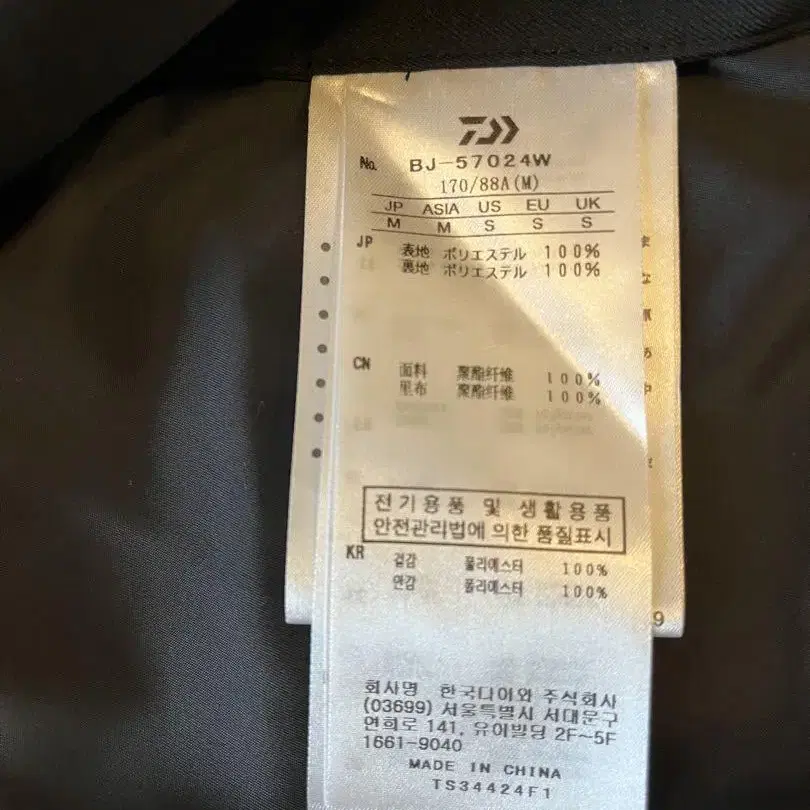 No. BJ-57024W
170/88A(M)
JP ASIA US EU UK
M M S S S
JP 表地 ポリエステル 100%
裏地 ポリエステル 100%
CN 面料 聚酯纤维 100%
里布 聚酯纤维 100%
전기용품 및 생활용품
안전관리법에 의한 품질표시
KR 겉감 폴리에스터 100%
안감 폴리에스터 100%
회사명 한국다이와 주식회사
(03699) 서울특별시 서대문구
연희로 141, 유이빌딩 2F~5F
1661-9040
MADE IN CHINA
TS34424F1
9